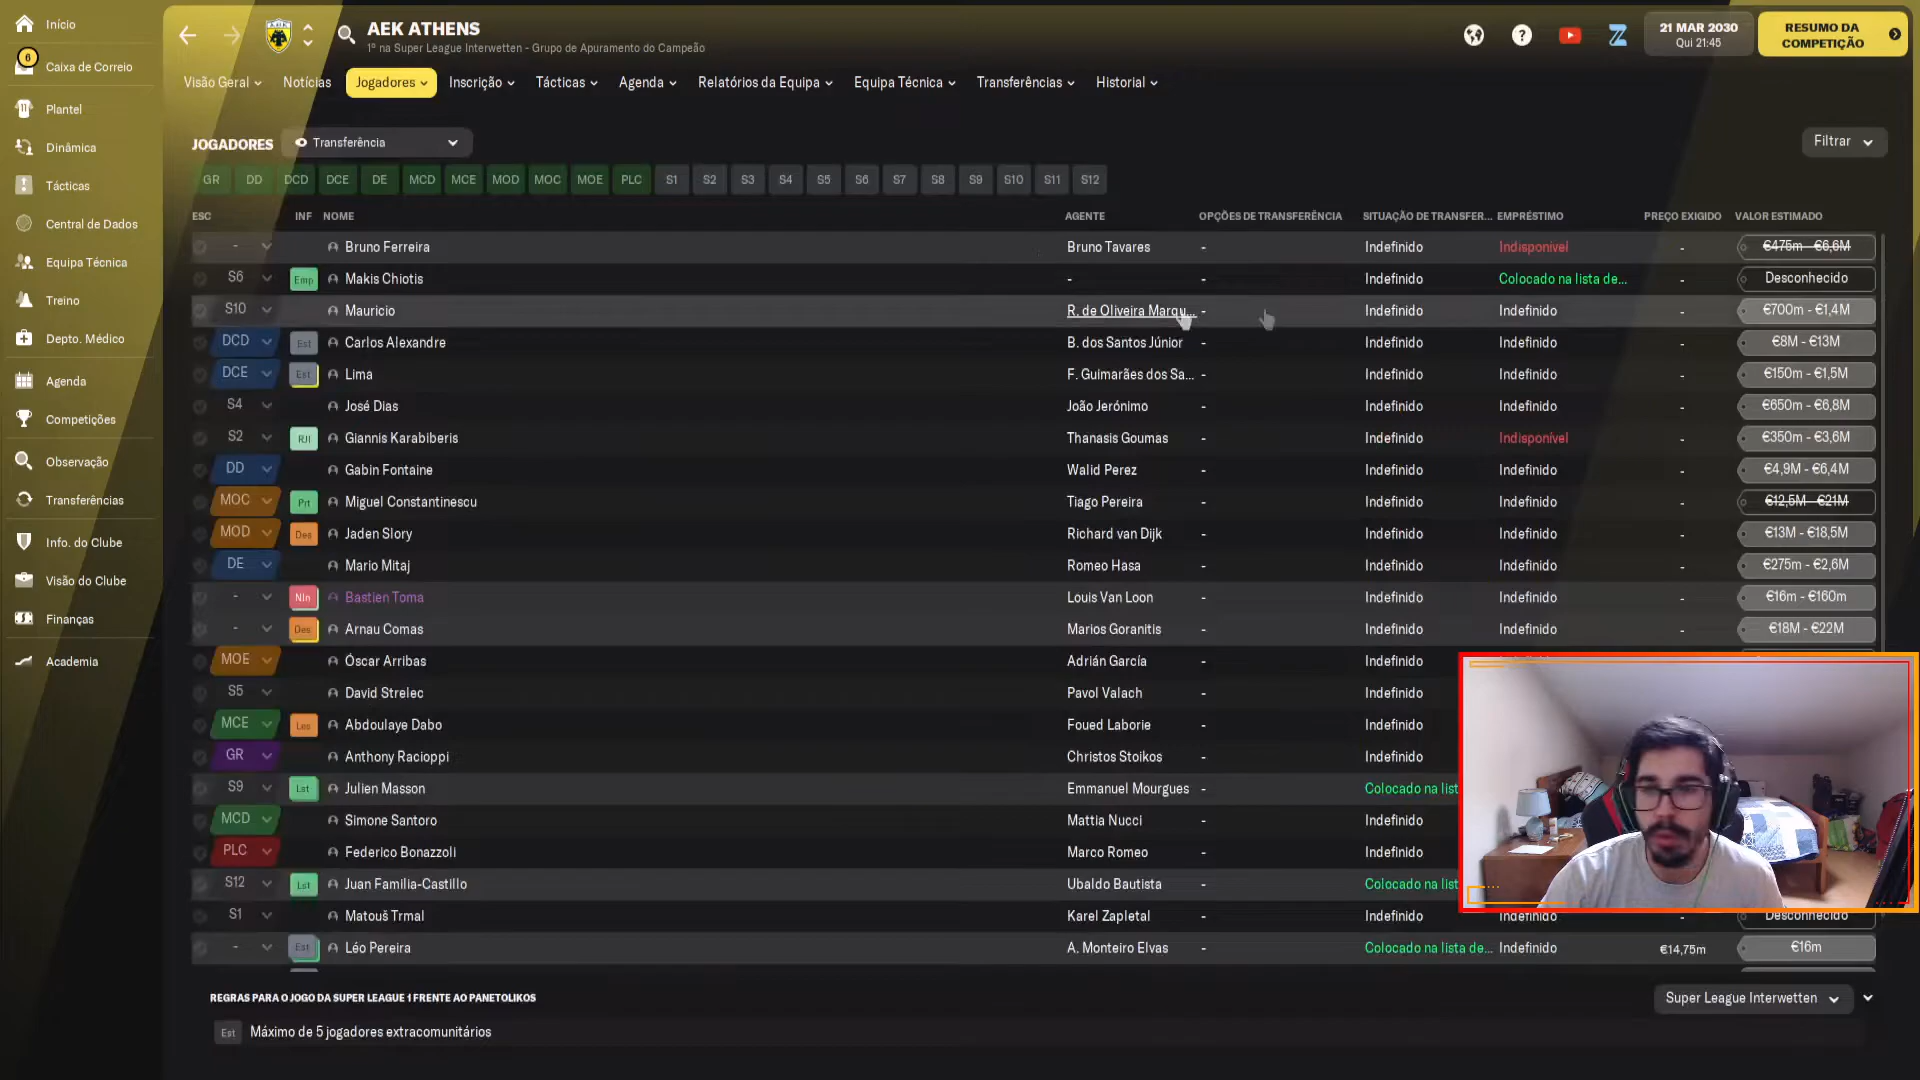 Início
6
Caixa de Correio
Plantel
Dinâmica
Tácticas
Central de Dados
Equipa Técnica
Treino
Depto. Médico
Agenda
Competições
Observação
Transferências
Info. do Clube
Visão do Clube
Finanças
Academia
AEK ATHENS
1º na Super League Interwetten - Grupo de Apuramento do Campeão
21 MAR 2030
Qui 21:45
RESUMO DA COMPETIÇÃO
Visão Geral Notícias Jogadores Inscrição Tácticas Agenda Relatórios da Equipa Equipa Técnica Transferências Historial
JOGADORES Transferência Filtrar
GR DD DCD DCE DE MCD MCE MOD MOC MOE PLC S1 S2 S3 S4 S5 S6 S7 S8 S9 S10 S11 S12
ESC INF NOME AGENTE OPÇÕES DE TRANSFERÊNCIA SITUAÇÃO DE TRANSFER... EMPRÉSTIMO PREÇO EXIGIDO VALOR ESTIMADO
- Bruno Ferreira Bruno Tavares - Indefinido Indisponível - €475m - €6,6M
S6 Emp Makis Chiotis - - Indefinido Colocado na lista de... - Desconhecido
S10 Mauricio R. de Oliveira Marqu... - Indefinido Indefinido - €700m - €1,4M
DCD Est Carlos Alexandre B. dos Santos Júnior - Indefinido Indefinido - €8M - €13M
DCE Est Lima F. Guimarães dos Sa... - Indefinido Indefinido - €150m - €1,5M
S4 José Dias João Jerónimo - Indefinido Indefinido - €650m - €6,8M
S2 RJI Giannis Karabiberis Thanasis Goumas - Indefinido Indisponível - €350m - €3,6M
DD Gabin Fontaine Walid Perez - Indefinido Indefinido - €4,9M - €6,4M
MOC Prt Miguel Constantinescu Tiago Pereira - Indefinido Indefinido - €12,5M - €21M
MOD Des Jaden Slory Richard van Dijk - Indefinido Indefinido - €13M - €18,5M
DE Mario Mitaj Romeo Hasa - Indefinido Indefinido - €275m - €2,6M
- NIn Bastien Toma Louis Van Loon - Indefinido Indefinido - €16m - €160m
- Des Arnau Comas Marios Goranitis - Indefinido Indefinido - €18M - €22M
MOE Óscar Arribas Adrián García - Indefinido
S5 David Strelec Pavol Valach - Indefinido
MCE Les Abdoulaye Dabo Foued Laborie - Indefinido
GR Anthony Racioppi Christos Stoikos - Indefinido
S9 Lst Julien Masson Emmanuel Mourgues - Colocado na list
MCD Simone Santoro Mattia Nucci - Indefinido
PLC Federico Bonazzoli Marco Romeo - Indefinido
S12 Lst Juan Familia-Castillo Ubaldo Bautista - Colocado na list
S1 Matouš Trmal Karel Zapletal - Indefinido Indefinido - Desconhecido
- Est Léo Pereira A. Monteiro Elvas - Colocado na lista de... Indefinido €14,75m €16m
REGRAS PARA O JOGO DA SUPER LEAGUE 1 FRENTE AO PANETOLIKOS
Super League Interwetten
Est Máximo de 5 jogadores extracomunitários